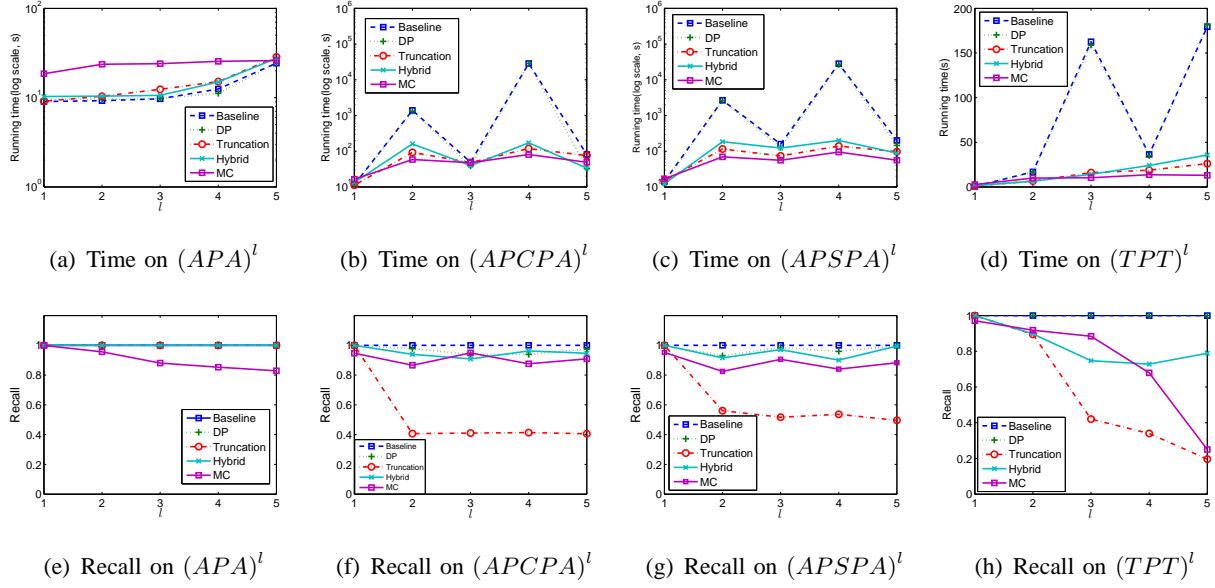 Running time(log scale, s)
10^2
10^1
10^0
1 2 3 4 5
l
Baseline
DP
Truncation
Hybrid
MC
(a) Time on (APA)^l
Running time(log scale, s)
10^6
10^5
10^4
10^3
10^2
10
1 2 3 4 5
l
Baseline
DP
Truncation
Hybrid
MC
(b) Time on (APCPA)^l
Running time(log scale, s)
10^6
10^5
10^4
10^3
10^2
10
1 2 3 4 5
l
Baseline
DP
Truncation
Hybrid
MC
(c) Time on (APSPA)^l
Running time(s)
200
150
100
50
0
1 2 3 4 5
l
Baseline
DP
Truncation
Hybrid
MC
(d) Time on (TPT)^l
Recall
1
0.8
0.6
0.4
0.2
0
1 2 3 4 5
l
Baseline
DP
Truncation
Hybrid
MC
(e) Recall on (APA)^l
Recall
1
0.8
0.6
0.4
0.2
0
1 2 3 4 5
l
Baseline
DP
Truncation
Hybrid
MC
(f) Recall on (APCPA)^l
Recall
1
0.8
0.6
0.4
0.2
0
1 2 3 4 5
l
Baseline
DP
Truncation
Hybrid
MC
(g) Recall on (APSPA)^l
Recall
1
0.8
0.6
0.4
0.2
0
1 2 3 4 5
l
Baseline
DP
Truncation
Hybrid
MC
(h) Recall on (TPT)^l